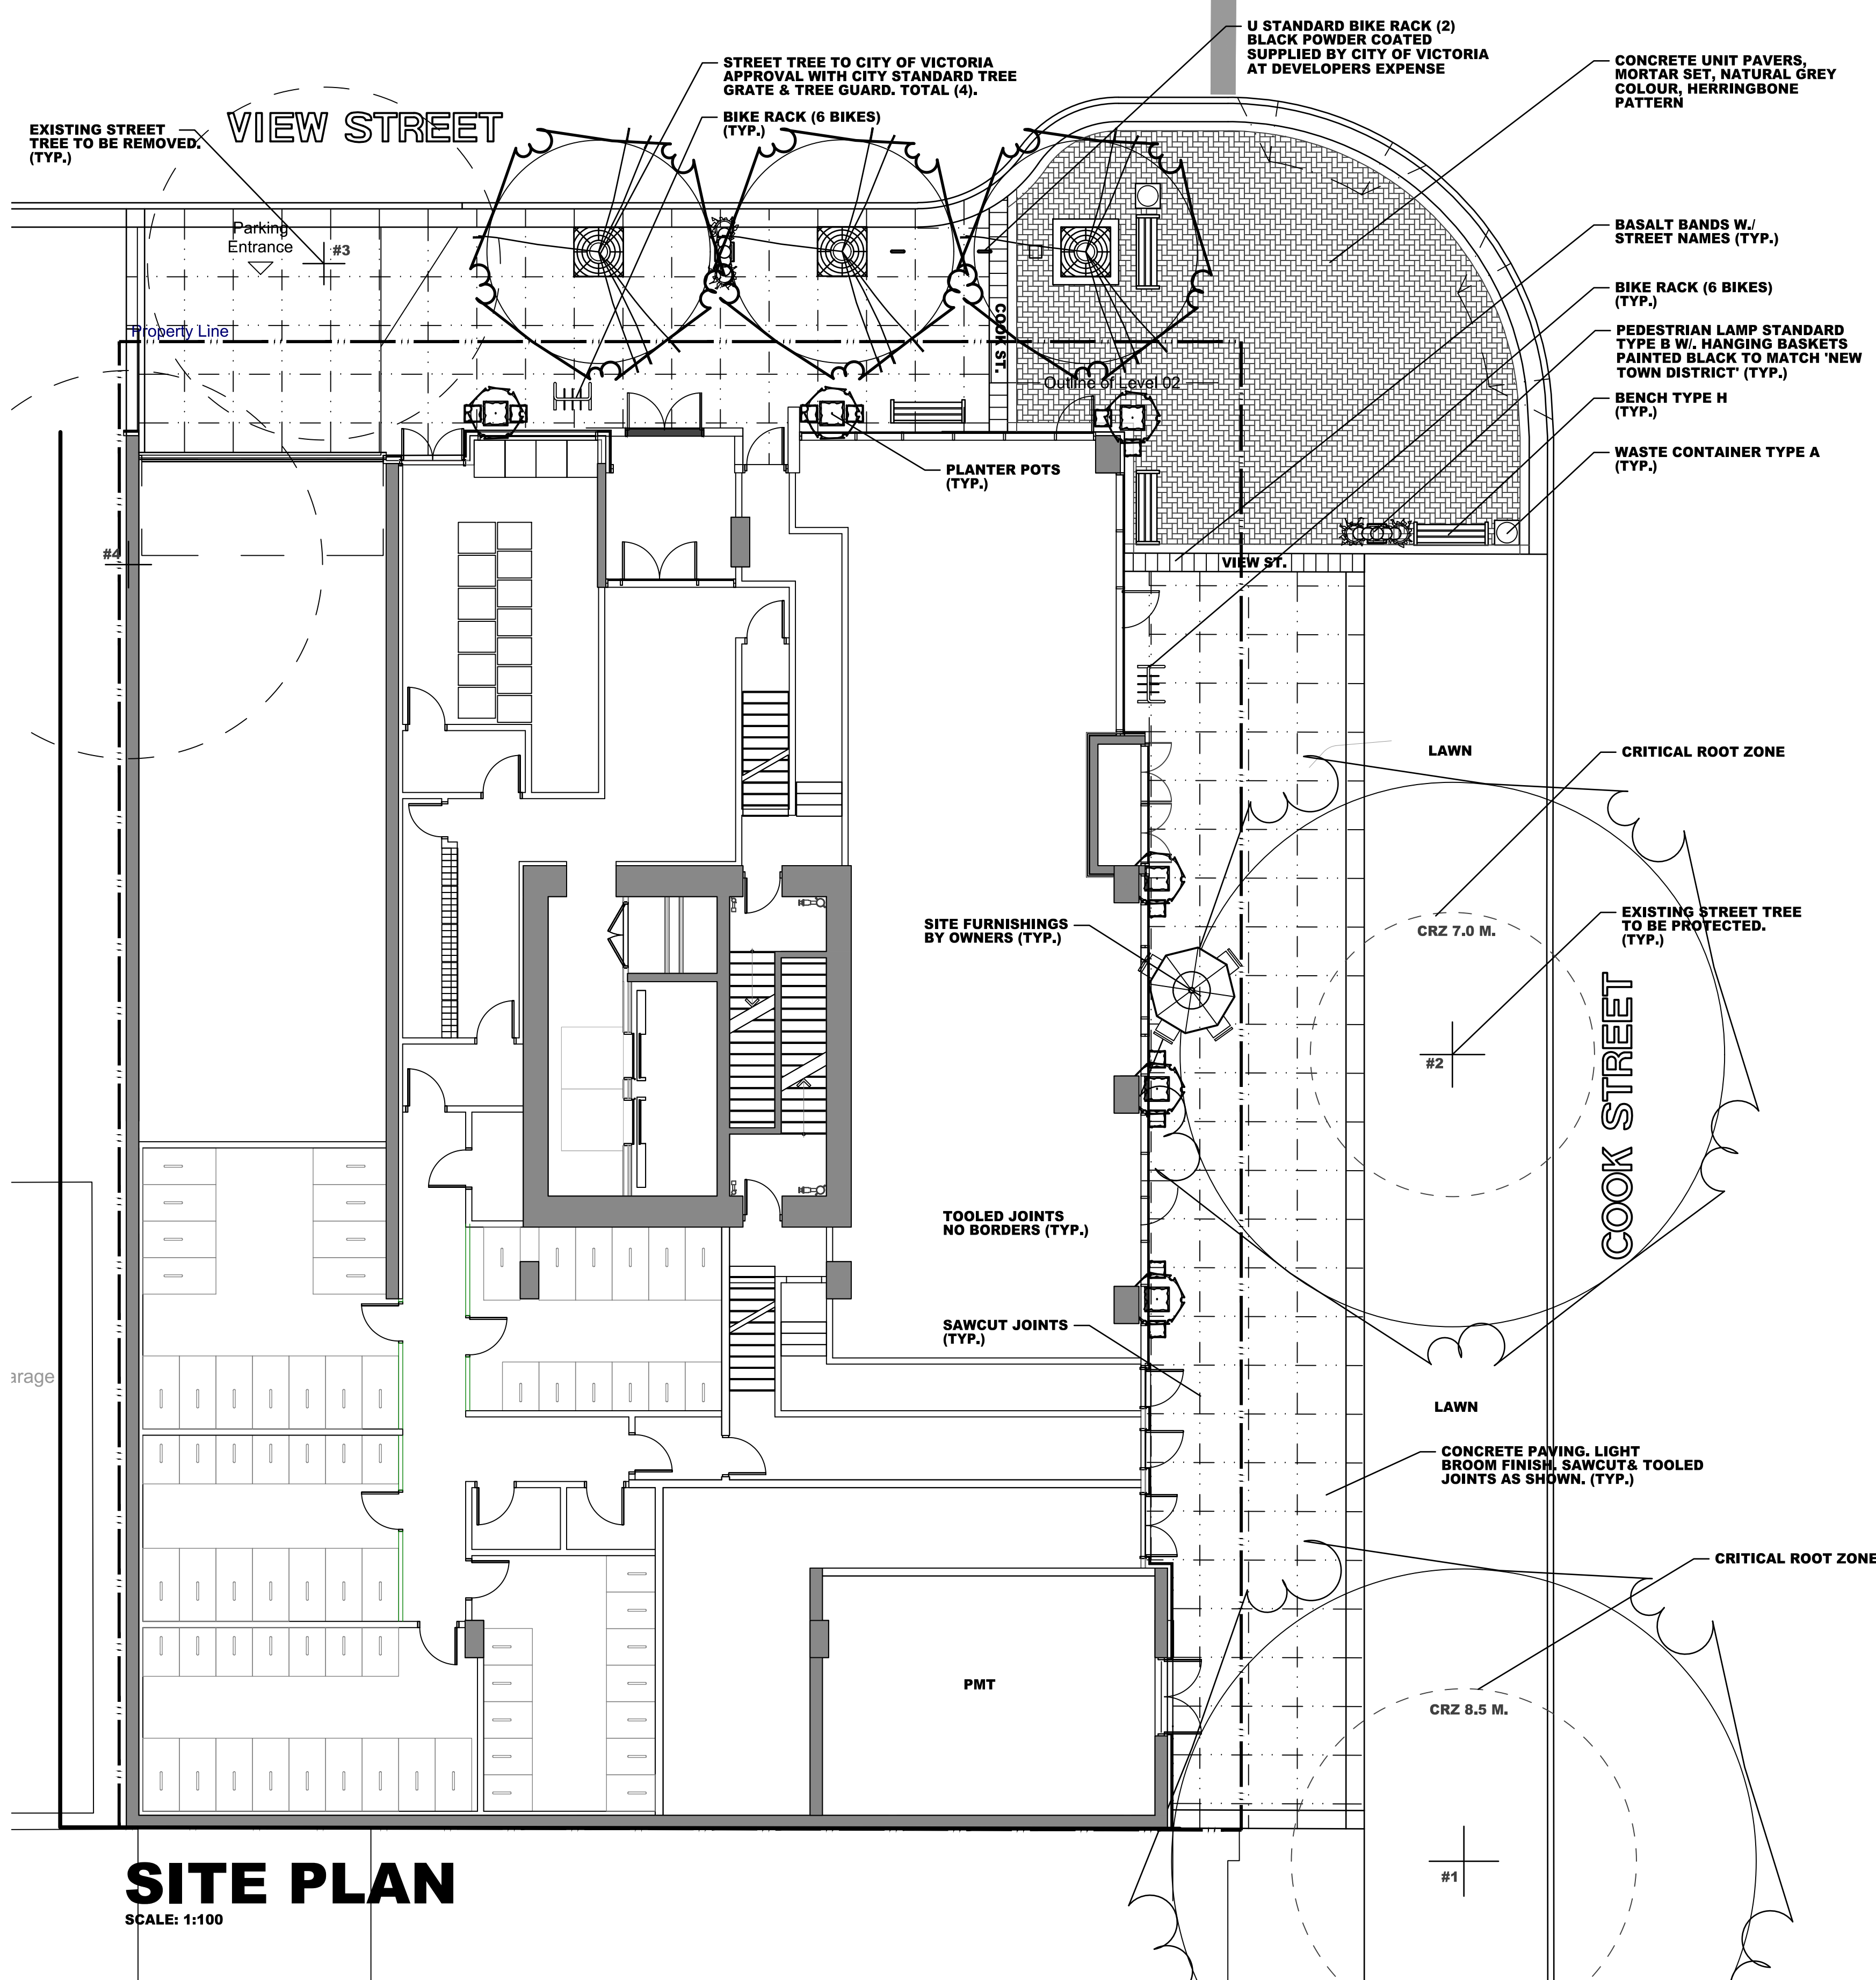 U STANDARD BIKE RACK (2)
BLACK POWDER COATED
SUPPLIED BY CITY OF VICTORIA
AT DEVELOPERS EXPENSE
STREET TREE TO CITY OF VICTORIA
APPROVAL WITH CITY STANDARD TREE
GRATE & TREE GUARD. TOTAL (4).
CONCRETE UNIT PAVERS,
MORTAR SET, NATURAL GREY
COLOUR, HERRINGBONE
PATTERN
BIKE RACK (6 BIKES)
(TYP.)
VIEW STREET
EXISTING STREET
TREE TO BE REMOVED.
(TYP.)
Parking
Entrance
#3
BASALT BANDS W./
STREET NAMES (TYP.)
BIKE RACK (6 BIKES)
(TYP.)
COOK ST.
Property Line
PEDESTRIAN LAMP STANDARD
TYPE B W/. HANGING BASKETS
PAINTED BLACK TO MATCH 'NEW
TOWN DISTRICT' (TYP.)
Outline of Level 02
BENCH TYPE H
(TYP.)
WASTE CONTAINER TYPE A
(TYP.)
PLANTER POTS
(TYP.)
#4
VIEW ST.
LAWN
CRITICAL ROOT ZONE
SITE FURNISHINGS
BY OWNERS (TYP.)
CRZ 7.0 M.
EXISTING STREET TREE
TO BE PROTECTED.
(TYP.)
#2
COOK STREET
TOOLED JOINTS
NO BORDERS (TYP.)
SAWCUT JOINTS
(TYP.)
arage
LAWN
CONCRETE PAVING. LIGHT
BROOM FINISH. SAWCUT& TOOLED
JOINTS AS SHOWN. (TYP.)
CRITICAL ROOT ZONE
PMT
CRZ 8.5 M.
#1
SITE PLAN
SCALE: 1:100